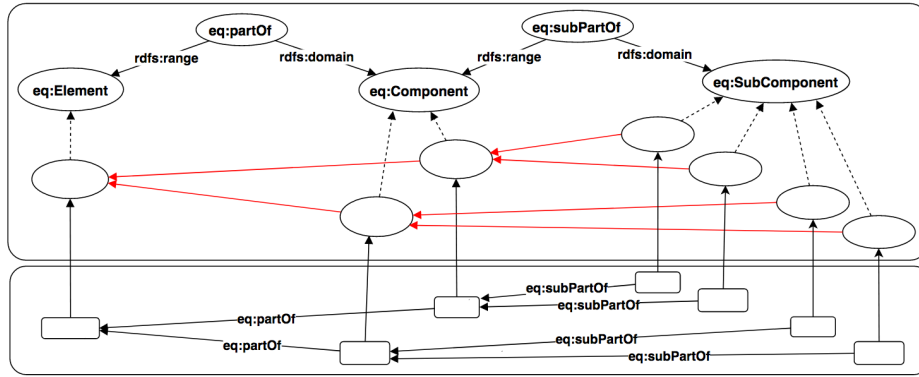 eq:partOf
eq:subPartOf
rdfs:range
rdfs:domain
rdfs:range
rdfs:domain
eq:Element
eq:Component
eq:SubComponent
eq:subPartOf
eq:subPartOf
eq:partOf
eq:partOf
eq:subPartOf
eq:subPartOf